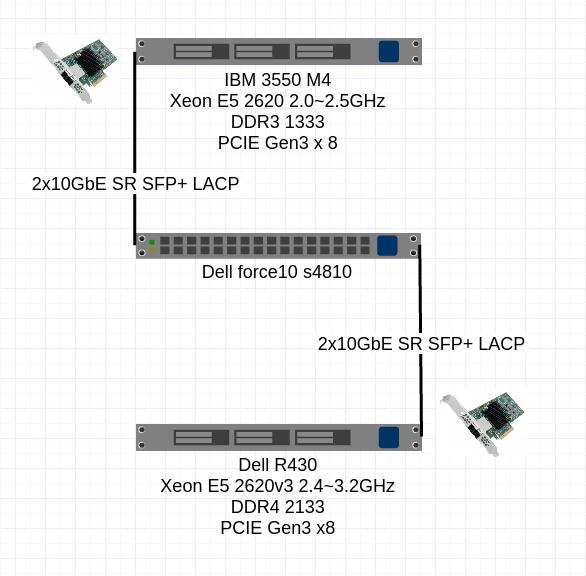 IBM 3550 M4
Xeon E5 2620 2.0~2.5GHz
DDR3 1333
PCIE Gen3 x 8
2x10GbE SR SFP+ LACP
Dell force10 s4810
2x10GbE SR SFP+ LACP
Dell R430
Xeon E5 2620v3 2.4~3.2GHz
DDR4 2133
PCIE Gen3 x8